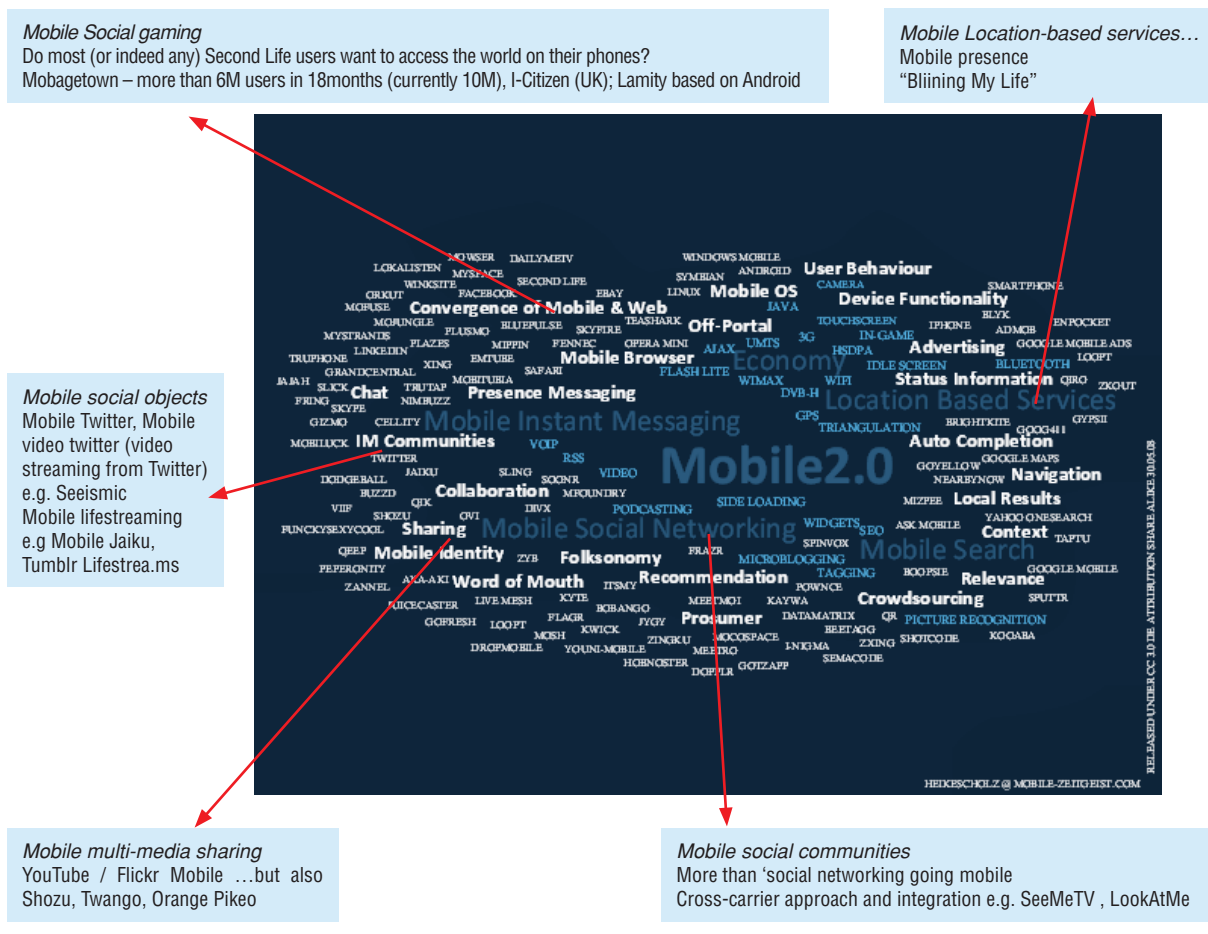 Mobile Social gaming
Do most (or indeed any) Second Life users want to access the world on their phones?
Mobagetown – more than 6M users in 18months (currently 10M), I-Citizen (UK); Lamity based on Android
Mobile Location-based services…
Mobile presence
“Bliining My Life”
MOWSER DAILYMETV WINDOWS MOBILE
LOKALISTEN MYSPACE SYMBIAN ANDROID User Behaviour
WINKSITE SECOND LIFE CAMERA SMARTPHONE
ORKUT FACEBOOK EBAY LINUX Mobile OS Device Functionality
MOFUSE Convergence of Mobile & Web JAVA BLYK
MOJUNGLE PLUSMO BLUEPULSE SKYFIRE TEASHARK Off-Portal TOUCHSCREEN IPHONE ADMOB ENPOCKET
MYSTRANDS PLAZES MIPPIN FENNEC OPERA MINI AJAX UMTS 3G IN-GAME Advertising GOOGLE MOBILE ADS
TRUPHONE LINKEDIN XING EMTUBE Mobile Browser Economy HSDPA IDLE SCREEN BLUETOOTH LOOPT
GRANDCENTRAL SAFARI FLASH LITE WIMAX WIFI Status Information QIRO ZKOUT
JAJAH SLICK Chat TRUTAP MOBITUBIA Presence Messaging DVB-H Location Based Services
FRING SKYPE NIMBUZZ
GIZMO CELLITY Mobile Instant Messaging GPS TRIANGULATION BRIGHTKITE GOOG411 GYPSII
MOBILUCK IM Communities VOIP Auto Completion
TWITTER RSS Mobile2.0 GOOGLE MAPS
DODGEBALL JAIKU SLING SOONR VIDEO GOYELLOW NEARBYNOW Navigation
BUZZD QIK Collaboration MFOUNDRY SIDE LOADING MIZPEE Local Results
VIIF SHOZU OVI DIVX PODCASTING YAHOO ONESEARCH
FUNCKYSEXYCOOL Sharing Mobile Social Networking WIDGETS SEO ASK MOBILE Context TAPTU
QEEP Mobile Identity ZYB Folksonomy FRAZR SPINVOX Mobile Search
PEPERONITY MICROBLOGGING
ZANNEL AKA-AKI Word of Mouth ITSMY Recommendation TAGGING BOOPSIE Relevance GOOGLE MOBILE
JUICECASTER LIVE MESH KYTE MEETMOI KAYWA POWNCE Crowdsourcing SPUTTR
GOFRESH LOOPT FLAGR BOBANGO JYGY Prosumer DATAMATRIX QR PICTURE RECOGNITION
MOSH KWICK ZINGKU MOCOSPACE BEETAGG SHOTCODE KOOABA
DROPMOBILE YOUNI-MOBILE MEETRO I-NIGMA ZXING
HOBNOSTER DOPPLR GOTZAPP SEMACODE
RELEASED UNDER CC 3.0 DE ATTRIBUTION SHARE ALIKE 30.05.08
HEIKESCHOLZ @ MOBILE-ZEITGEIST.COM
Mobile social objects
Mobile Twitter, Mobile
video twitter (video
streaming from Twitter)
e.g. Seeismic
Mobile lifestreaming
e.g Mobile Jaiku,
Tumblr Lifestrea.ms
Mobile multi-media sharing
YouTube / Flickr Mobile …but also
Shozu, Twango, Orange Pikeo
Mobile social communities
More than ‘social networking going mobile
Cross-carrier approach and integration e.g. SeeMeTV , LookAtMe